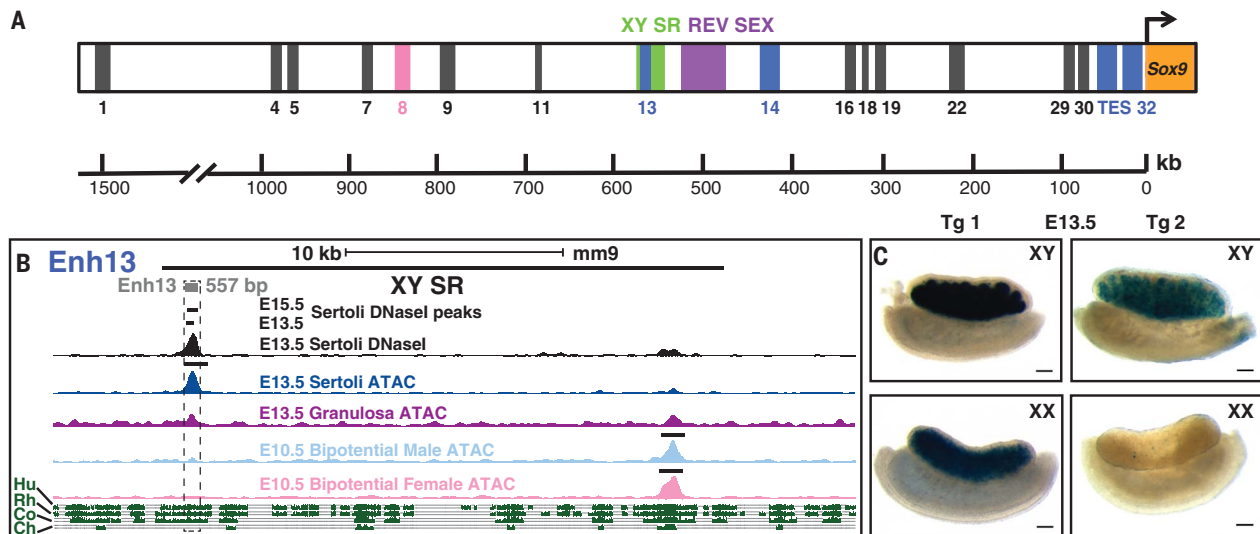 A
XY SR REV SEX
Sox9
1 4 5 7 8 9 11 13 14 16 18 19 22 29 30 TES 32
kb
1500 1000 900 800 700 600 500 400 300 200 100 0
B Enh13
10 kb mm9
Enh13 557 bp
XY SR
E15.5
Sertoli DNaseI peaks
E13.5
E13.5 Sertoli DNaseI
E13.5 Sertoli ATAC
E13.5 Granulosa ATAC
E10.5 Bipotential Male ATAC
E10.5 Bipotential Female ATAC
Hu
Rh
Co
Ch
Tg 1 E13.5 Tg 2
C
XY
XY
XX
XX